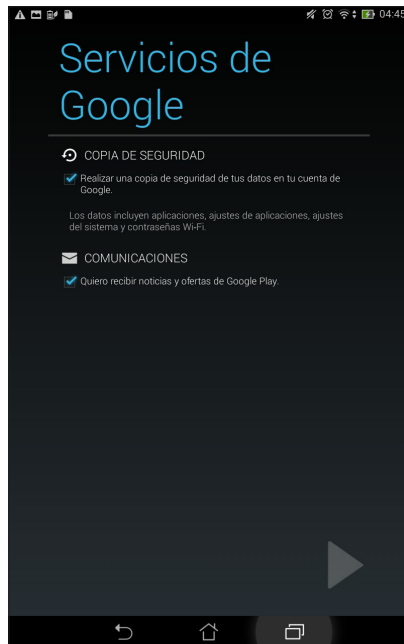 04:45
Servicios de
Google
COPIA DE SEGURIDAD
Realizar una copia de seguridad de tus datos en tu cuenta de
Google.
Los datos incluyen aplicaciones, ajustes de aplicaciones, ajustes
del sistema y contraseñas Wi-Fi.
COMUNICACIONES
Quiero recibir noticias y ofertas de Google Play.